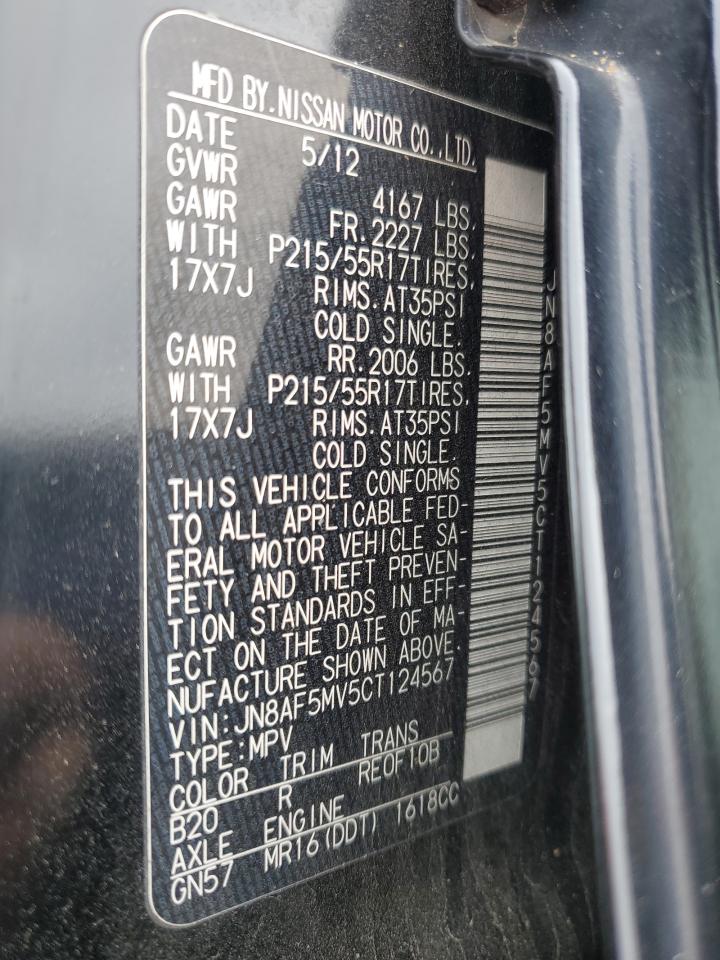 MFD BY.NISSAN MOTOR CO.,LTD.
DATE 5/12
GVWR 4167 LBS.
GAWR FR.2227 LBS.
WITH P215/55R17TIRES.
17X7J RIMS.AT35PSI
COLD SINGLE.
GAWR RR.2006 LBS.
WITH P215/55R17TIRES.
17X7J RIMS.AT35PSI
COLD SINGLE.
THIS VEHICLE CONFORMS
TO ALL APPLICABLE FED-
ERAL MOTOR VEHICLE SA-
FETY AND THEFT PREVEN-
TION STANDARDS IN EFF-
ECT ON THE DATE OF MA-
NUFACTURE SHOWN ABOVE.
VIN:JN8AF5MV5CT124567
TYPE:MPV
COLOR TRIM TRANS
B20 R RE0F10B
AXLE ENGINE
GN57 MR16(DDT) 1618CC
JN8AF5MV5CT124567